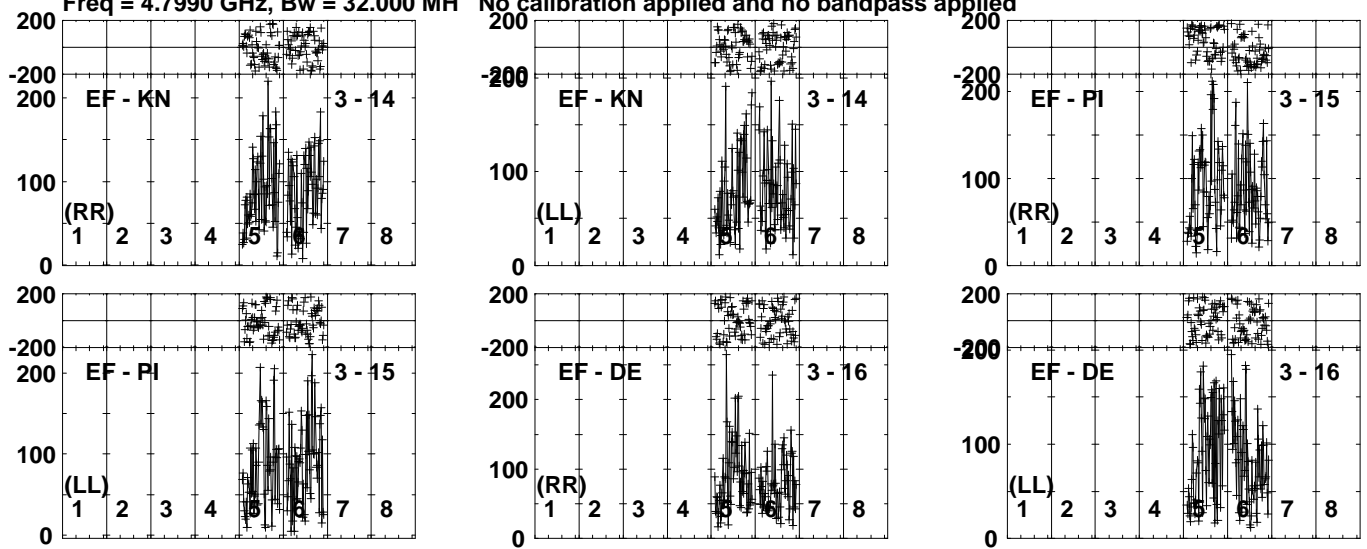 Freq = 4.7990 GHz, Bw = 32.000 MH No calibration applied and no bandpass applied
200
-200
200
EF - KN 3 - 14
100
(RR)
1 2 3 4 5 6 7 8
0
200
-200
200
EF - KN 3 - 14
100
(LL)
1 2 3 4 5 6 7 8
0
200
-200
200
EF - PI 3 - 15
100
(RR)
1 2 3 4 5 6 7 8
0
200
-200
200
EF - PI 3 - 15
100
(LL)
1 2 3 4 5 6 7 8
0
200
-200
EF - DE 3 - 16
200
100
(RR)
1 2 3 4 5 6 7 8
0
200
-200
200
EF - DE 3 - 16
100
(LL)
1 2 3 4 5 6 7 8
0